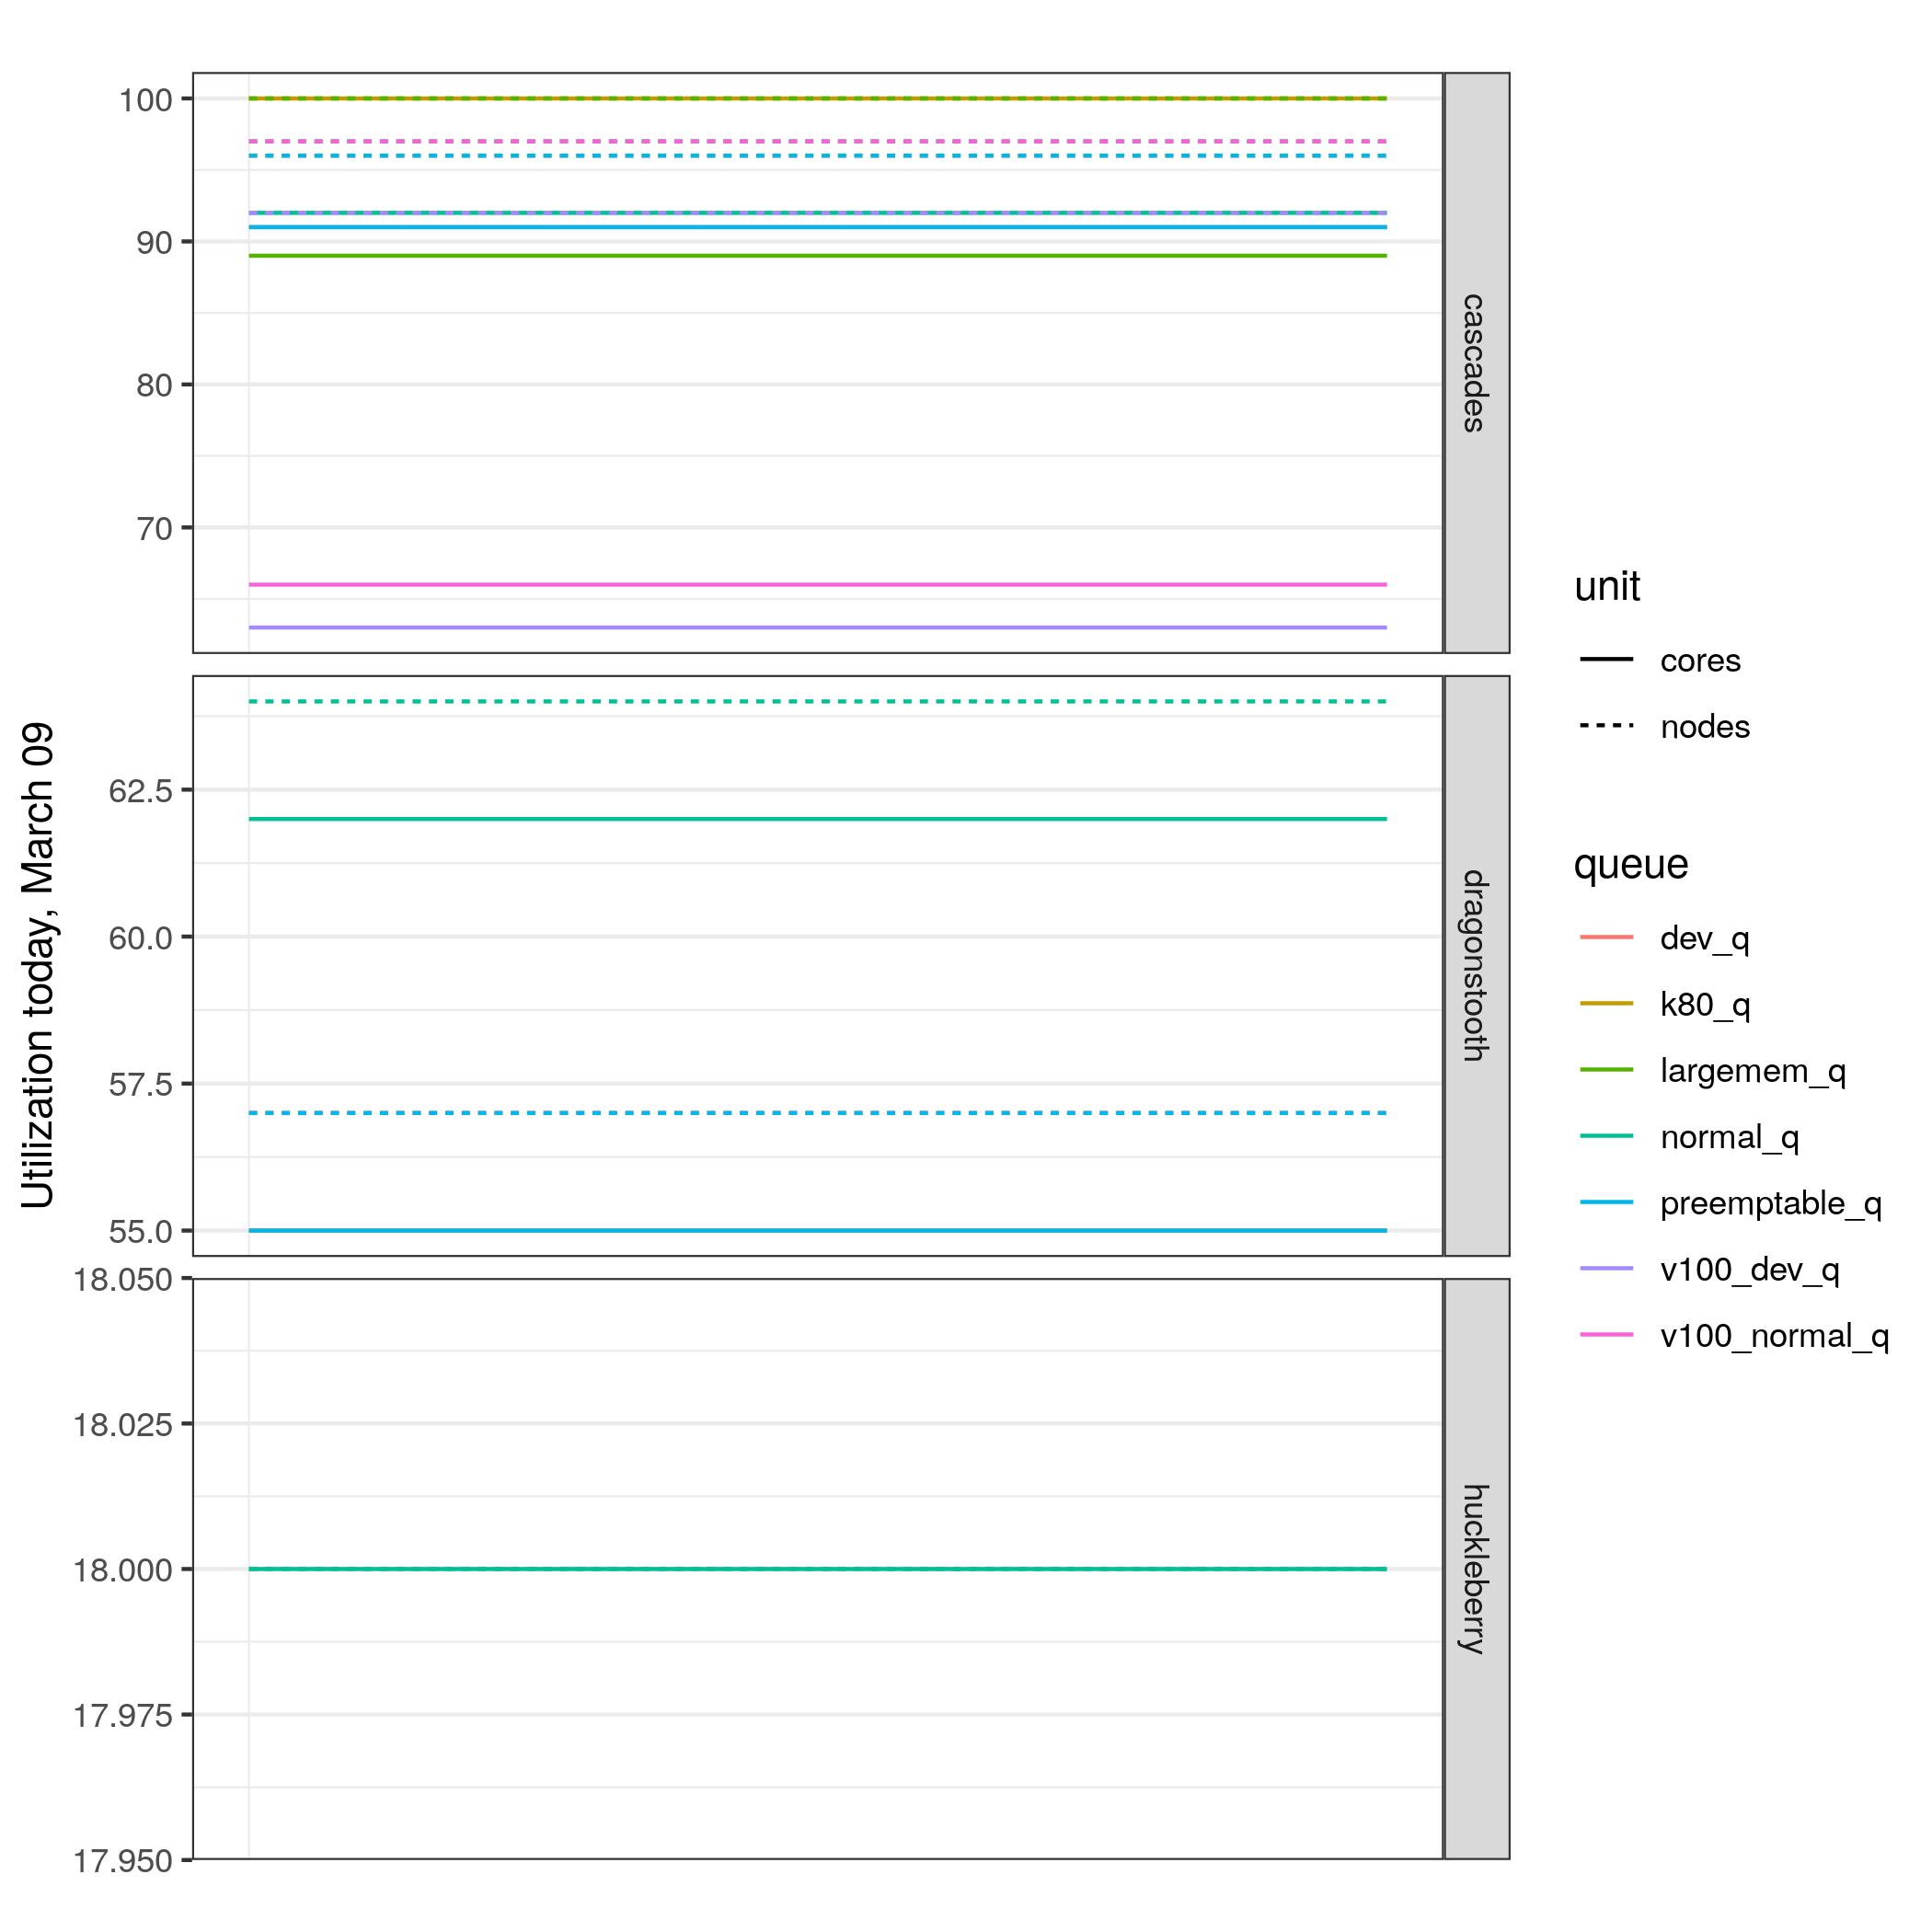 Utilization today, March 09
100
90
80
70
cascades
62.5
60.0
57.5
55.0
dragonstooth
18.050
18.025
18.000
17.975
17.950
huckleberry
unit
cores
nodes
queue
dev_q
k80_q
largemem_q
normal_q
preemptable_q
v100_dev_q
v100_normal_q